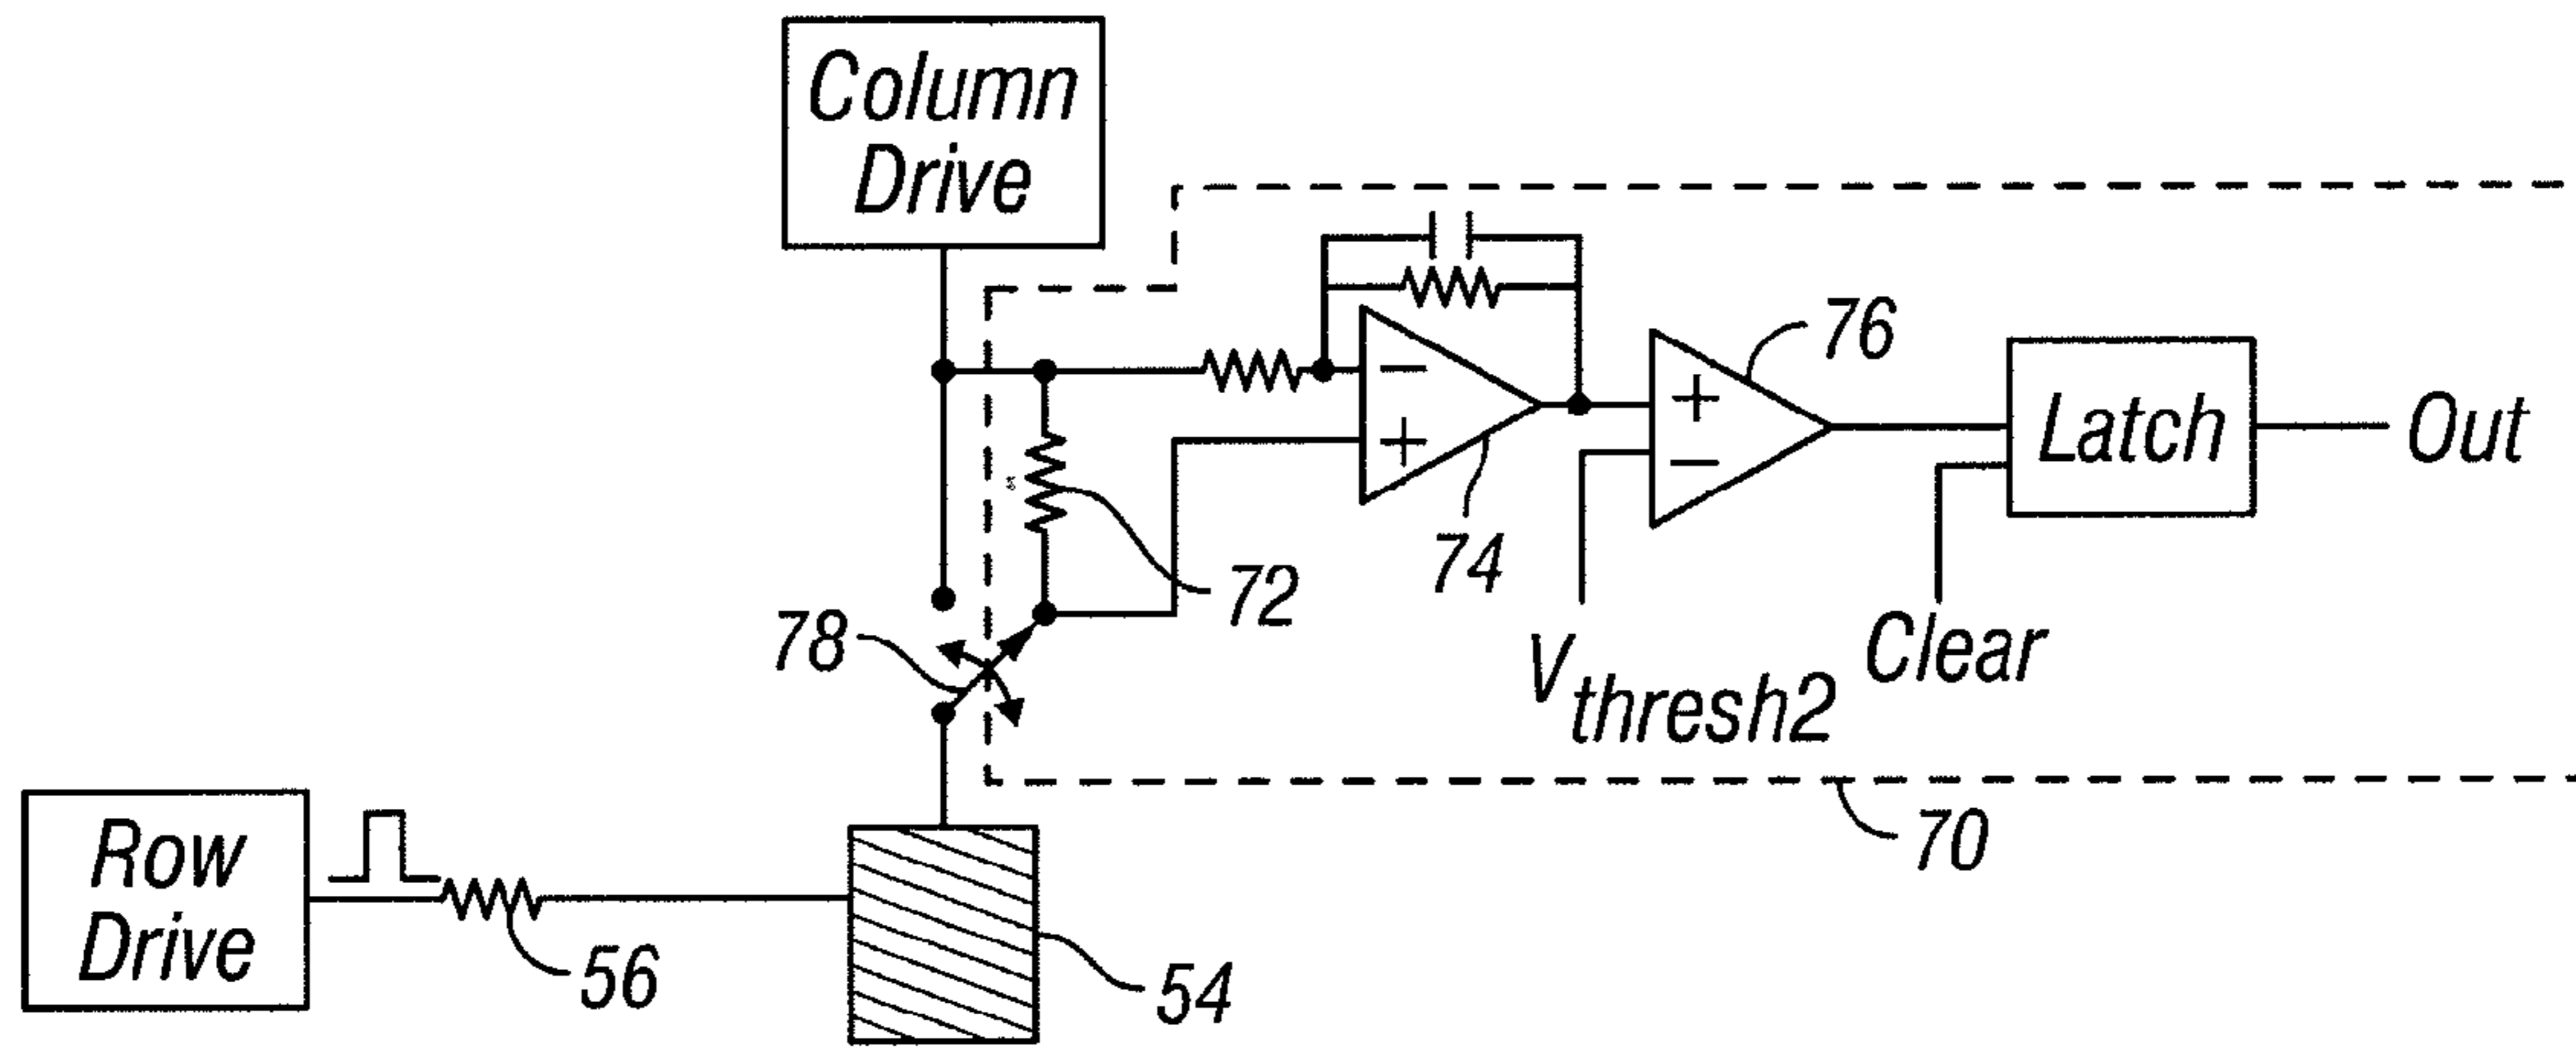 Column
Drive
76
Latch
Out
72
74
78
Vthresh2
Clear
70
Row
Drive
56
54